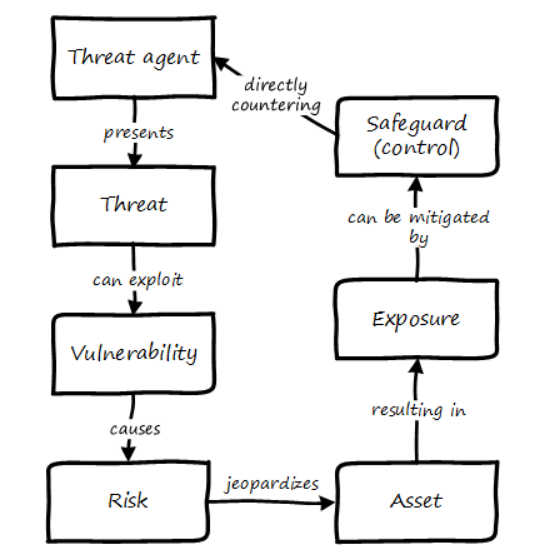 Threat agent
presents
Threat
can exploit
Vulnerability
causes
Risk
jeopardizes
Asset
resulting in
Exposure
can be mitigated
by
Safeguard
(control)
directly
countering